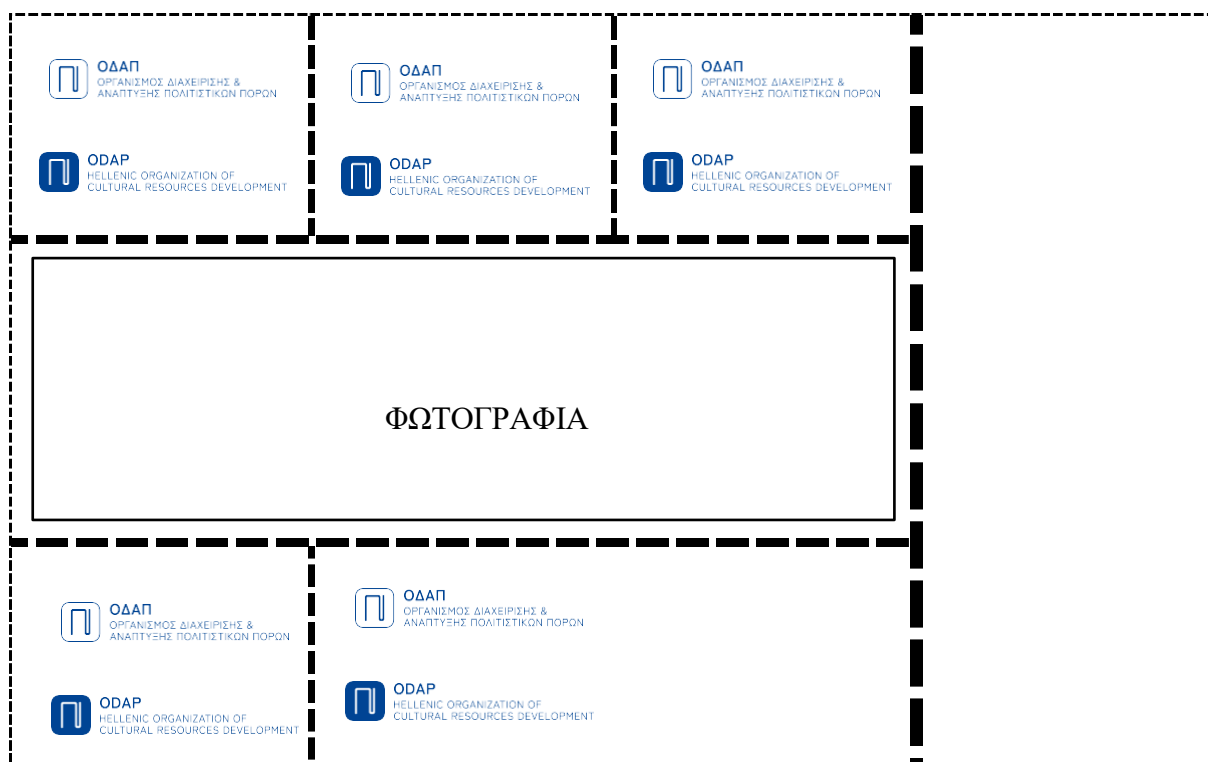 ΟΔΑΠ
ΟΡΓΑΝΙΣΜΟΣ ΔΙΑΧΕΙΡΙΣΗΣ &
ΑΝΑΠΤΥΞΗΣ ΠΟΛΙΤΙΣΤΙΚΩΝ ΠΟΡΩΝ
ODAP
HELLENIC ORGANIZATION OF
CULTURAL RESOURCES DEVELOPMENT
ΟΔΑΠ
ΟΡΓΑΝΙΣΜΟΣ ΔΙΑΧΕΙΡΙΣΗΣ &
ΑΝΑΠΤΥΞΗΣ ΠΟΛΙΤΙΣΤΙΚΩΝ ΠΟΡΩΝ
ODAP
HELLENIC ORGANIZATION OF
CULTURAL RESOURCES DEVELOPMENT
ΟΔΑΠ
ΟΡΓΑΝΙΣΜΟΣ ΔΙΑΧΕΙΡΙΣΗΣ &
ΑΝΑΠΤΥΞΗΣ ΠΟΛΙΤΙΣΤΙΚΩΝ ΠΟΡΩΝ
ODAP
HELLENIC ORGANIZATION OF
CULTURAL RESOURCES DEVELOPMENT
ΦΩΤΟΓΡΑΦΙΑ
ΟΔΑΠ
ΟΡΓΑΝΙΣΜΟΣ ΔΙΑΧΕΙΡΙΣΗΣ &
ΑΝΑΠΤΥΞΗΣ ΠΟΛΙΤΙΣΤΙΚΩΝ ΠΟΡΩΝ
ODAP
HELLENIC ORGANIZATION OF
CULTURAL RESOURCES DEVELOPMENT
ΟΔΑΠ
ΟΡΓΑΝΙΣΜΟΣ ΔΙΑΧΕΙΡΙΣΗΣ &
ΑΝΑΠΤΥΞΗΣ ΠΟΛΙΤΙΣΤΙΚΩΝ ΠΟΡΩΝ
ODAP
HELLENIC ORGANIZATION OF
CULTURAL RESOURCES DEVELOPMENT